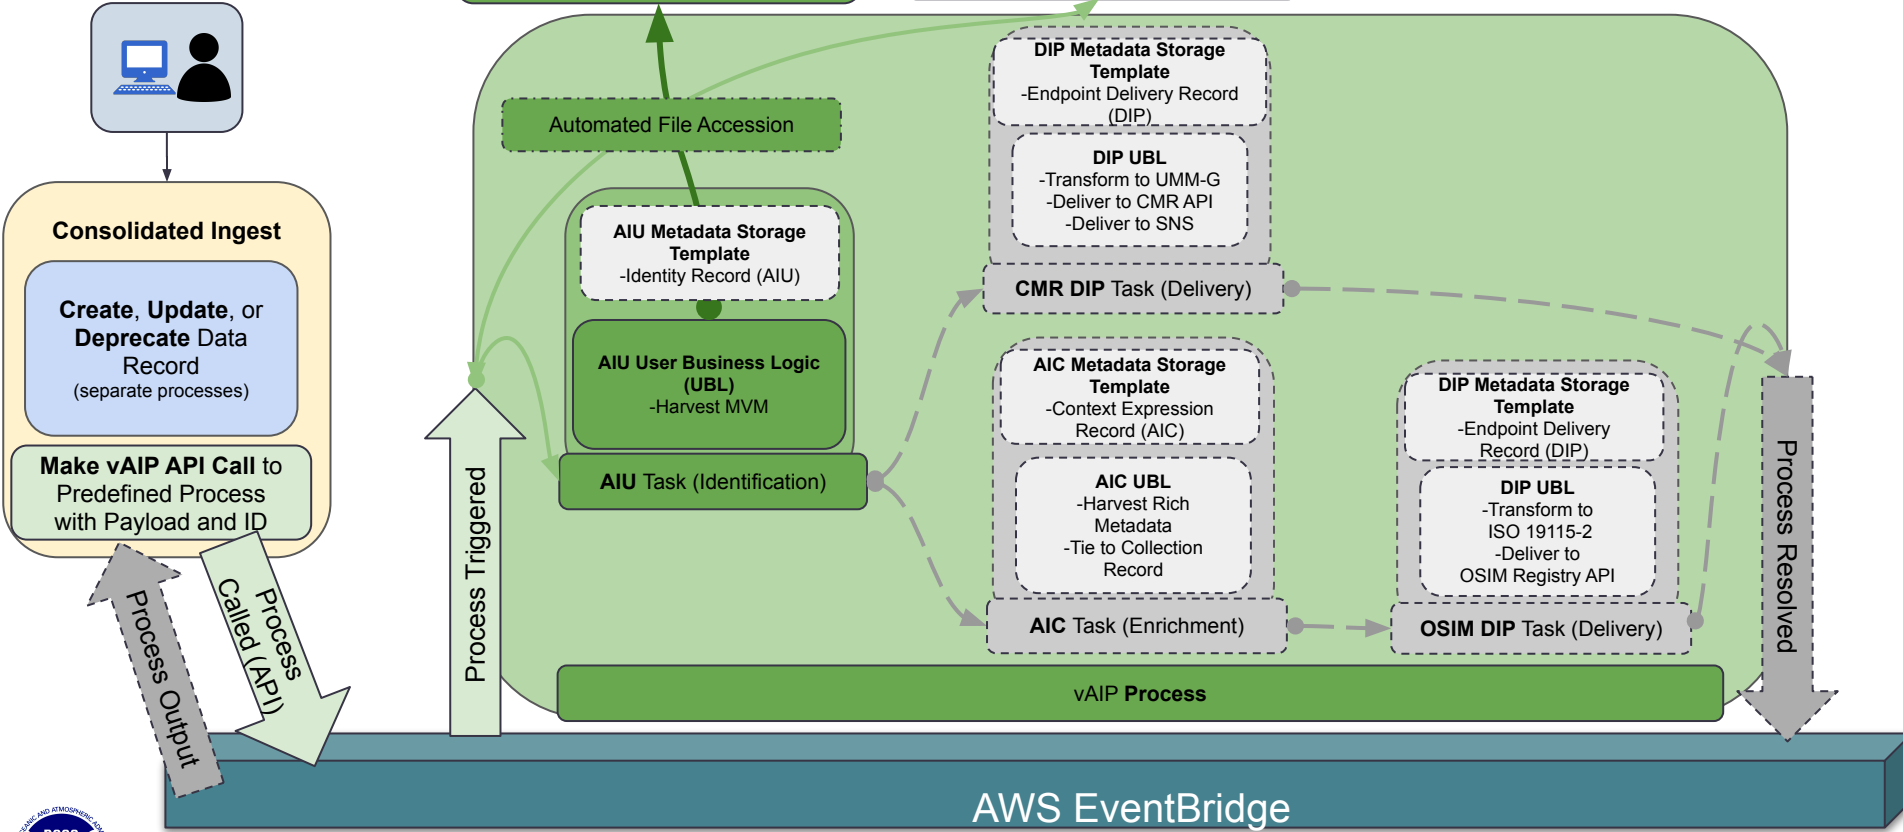 Consolidated Ingest
Create, Update, or
Deprecate Data
Record
(separate processes)
Make vAIP API Call to
Predefined Process
with Payload and ID
Process Output
Process
Called (API)
Process Triggered
Automated File Accession
AIU Metadata Storage
Template
-Identity Record (AIU)
AIU User Business Logic
(UBL)
-Harvest MVM
AIU Task (Identification)
DIP Metadata Storage
Template
-Endpoint Delivery Record
(DIP)
DIP UBL
-Transform to UMM-G
-Deliver to CMR API
-Deliver to SNS
CMR DIP Task (Delivery)
AIC Metadata Storage
Template
-Context Expression
Record (AIC)
AIC UBL
-Harvest Rich
Metadata
-Tie to Collection
Record
AIC Task (Enrichment)
DIP Metadata Storage
Template
-Endpoint Delivery
Record (DIP)
DIP UBL
-Transform to
ISO 19115-2
-Deliver to
OSIM Registry API
OSIM DIP Task (Delivery)
Process Resolved
vAIP Process
AWS EventBridge
AND ATMOSPHERIC